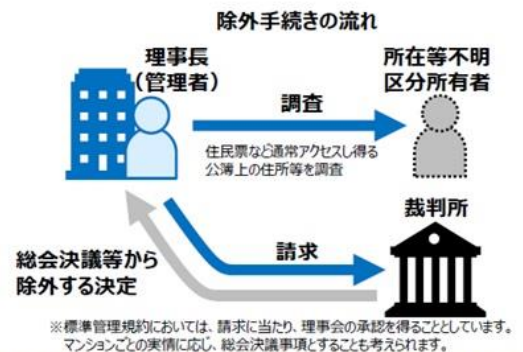 除外手続きの流れ
理事長
(管理者)
所在等不明
区分所有者
調査
住民票など通常アクセスし得る
公簿上の住所等を調査
裁判所
請求
総会決議等から
除外する決定
※標準管理規約においては、請求に当たり、理事会の承認を得ることとしています。
マンションごとの実情に応じ、総会決議事項とすることも考えられます。